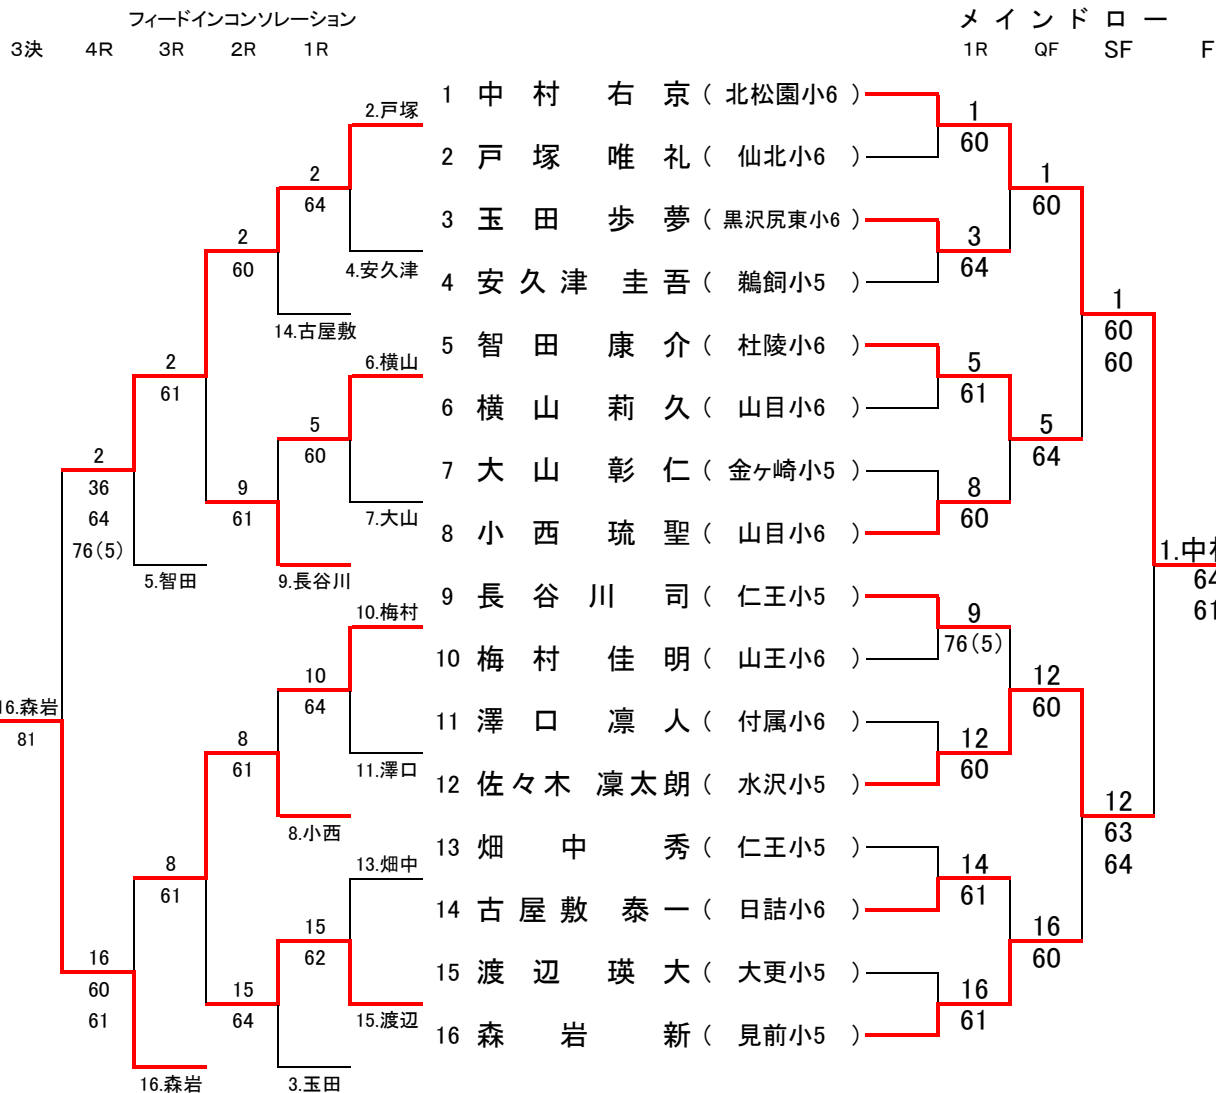 フィードインコンソレーション
メインドロー
3決 4R 3R 2R 1R
1R QF SF F
1 中村 右京 ( 北松園小6 )
2 戸塚 唯礼 ( 仙北小6 )
3 玉田 歩夢 ( 黒沢尻東小6 )
4 安久津 圭吾 ( 鵜飼小5 )
5 智田 康介 ( 杜陵小6 )
6 横山 莉久 ( 山目小6 )
7 大山 彰仁 ( 金ヶ崎小5 )
8 小西 琉聖 ( 山目小6 )
9 長谷川 司 ( 仁王小5 )
10 梅村 佳明 ( 山王小6 )
11 澤口 凛人 ( 付属小6 )
12 佐々木 凜太朗 ( 水沢小5 )
13 畑中 秀 ( 仁王小5 )
14 古屋敷 泰一 ( 日詰小6 )
15 渡辺 瑛大 ( 大更小5 )
16 森岩 新 ( 見前小5 )
2.戸塚
4.安久津
6.横山
7.大山
10.梅村
11.澤口
13.畑中
15.渡辺
2
64
5
60
10
64
15
62
14.古屋敷
9.長谷川
8.小西
3.玉田
2
60
9
61
8
61
15
64
2
61
8
61
5.智田
16.森岩
2
36
64
76(5)
16
60
61
16.森岩
81
1
60
3
64
5
61
8
60
9
76(5)
12
60
14
61
16
61
1
60
5
64
12
60
16
60
1
60
60
12
63
64
1.中村
64
61